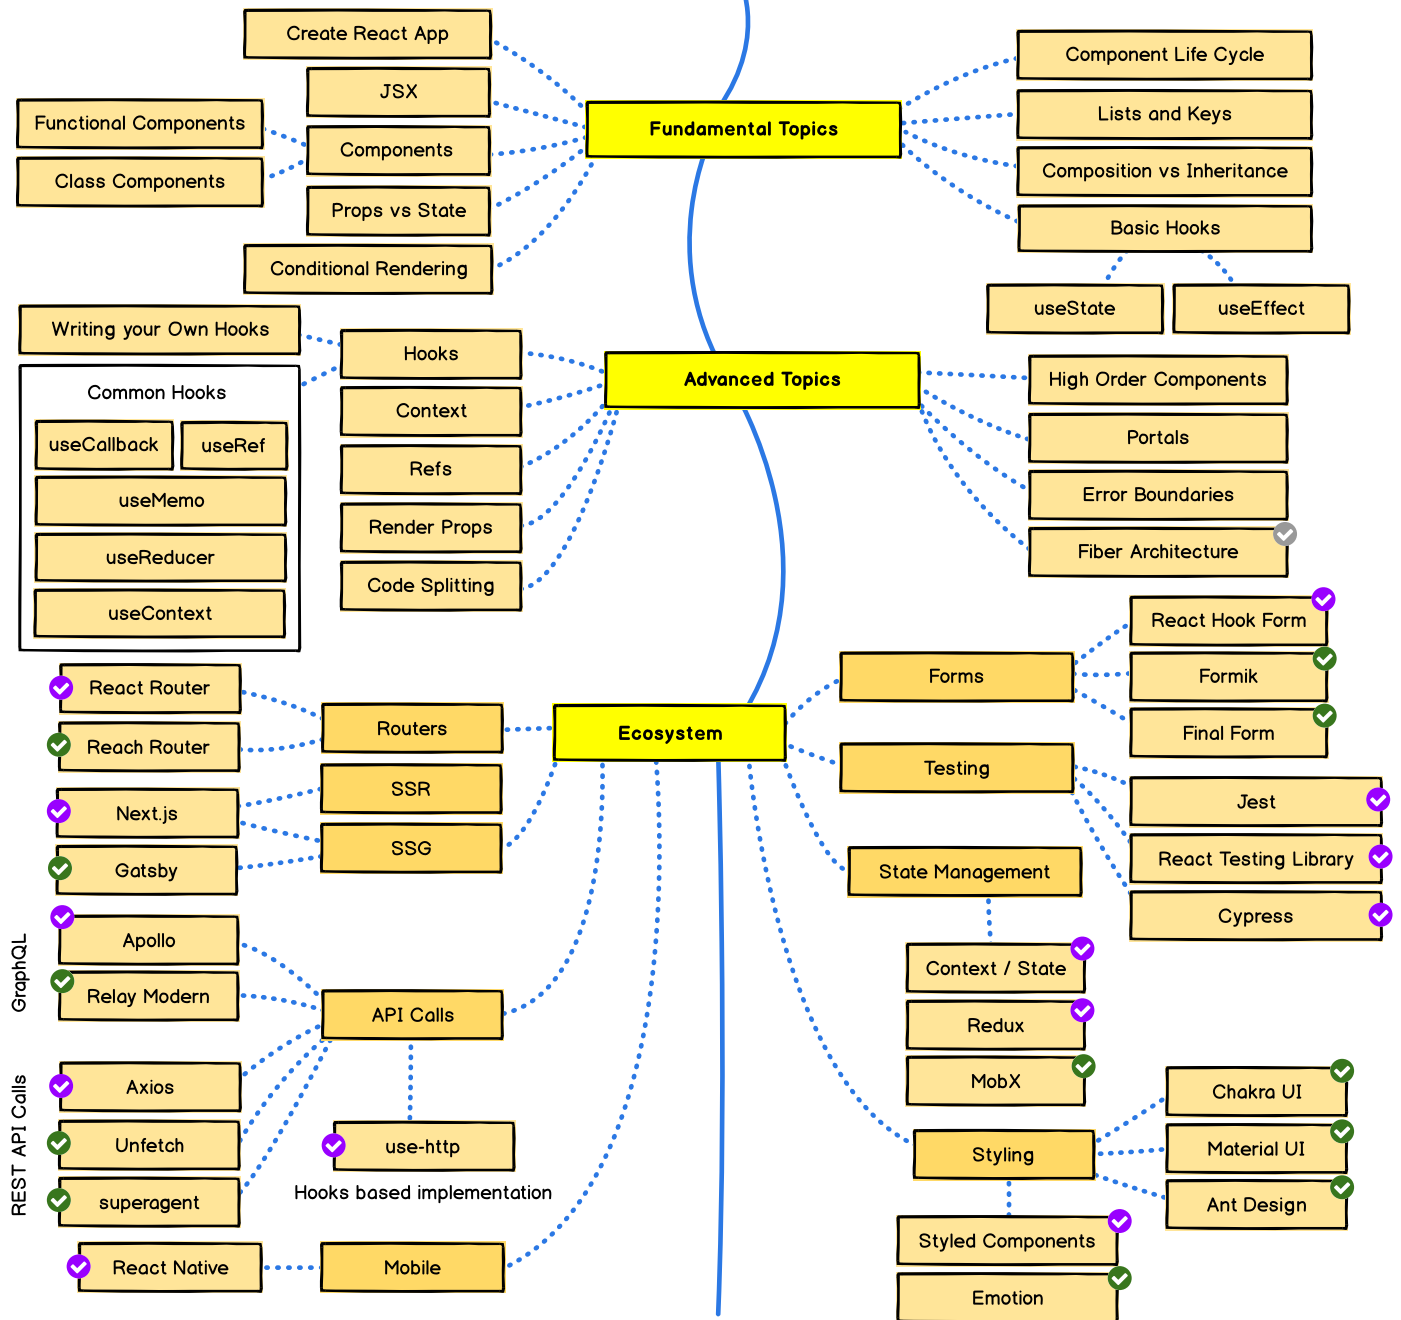 Create React App
JSX
Functional Components
Components
Class Components
Props vs State
Conditional Rendering
Fundamental Topics
Component Life Cycle
Lists and Keys
Composition vs Inheritance
Basic Hooks
useState
useEffect
Writing your Own Hooks
Hooks
Common Hooks
useCallback
useRef
useMemo
useReducer
useContext
Context
Refs
Render Props
Code Splitting
Advanced Topics
High Order Components
Portals
Error Boundaries
Fiber Architecture
React Router
Reach Router
Routers
Next.js
Gatsby
SSR
SSG
Ecosystem
Forms
React Hook Form
Formik
Final Form
Testing
Jest
React Testing Library
Cypress
State Management
Context / State
Redux
MobX
GraphQL
Apollo
Relay Modern
API Calls
REST API Calls
Axios
Unfetch
superagent
use-http
Hooks based implementation
React Native
Mobile
Styling
Chakra UI
Material UI
Ant Design
Styled Components
Emotion